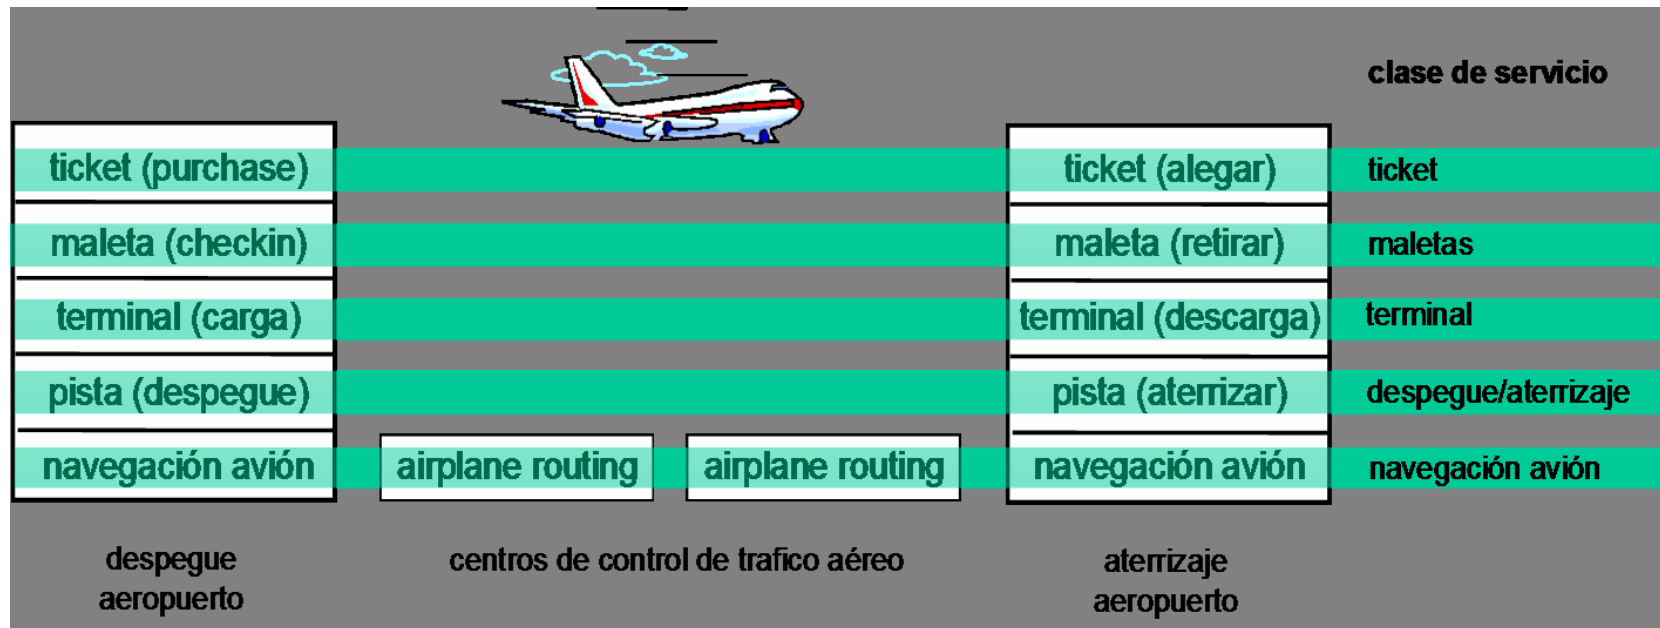 clase de servicio
ticket (purchase) ticket (alegar) ticket
maleta (checkin) maleta (retirar) maletas
terminal (carga) terminal (descarga) terminal
pista (despegue) pista (aterrizar) despegue/aterrizaje
navegación avión airplane routing airplane routing navegación avión navegación avión
despegue
aeropuerto
centros de control de trafico aéreo
aterrizaje
aeropuerto